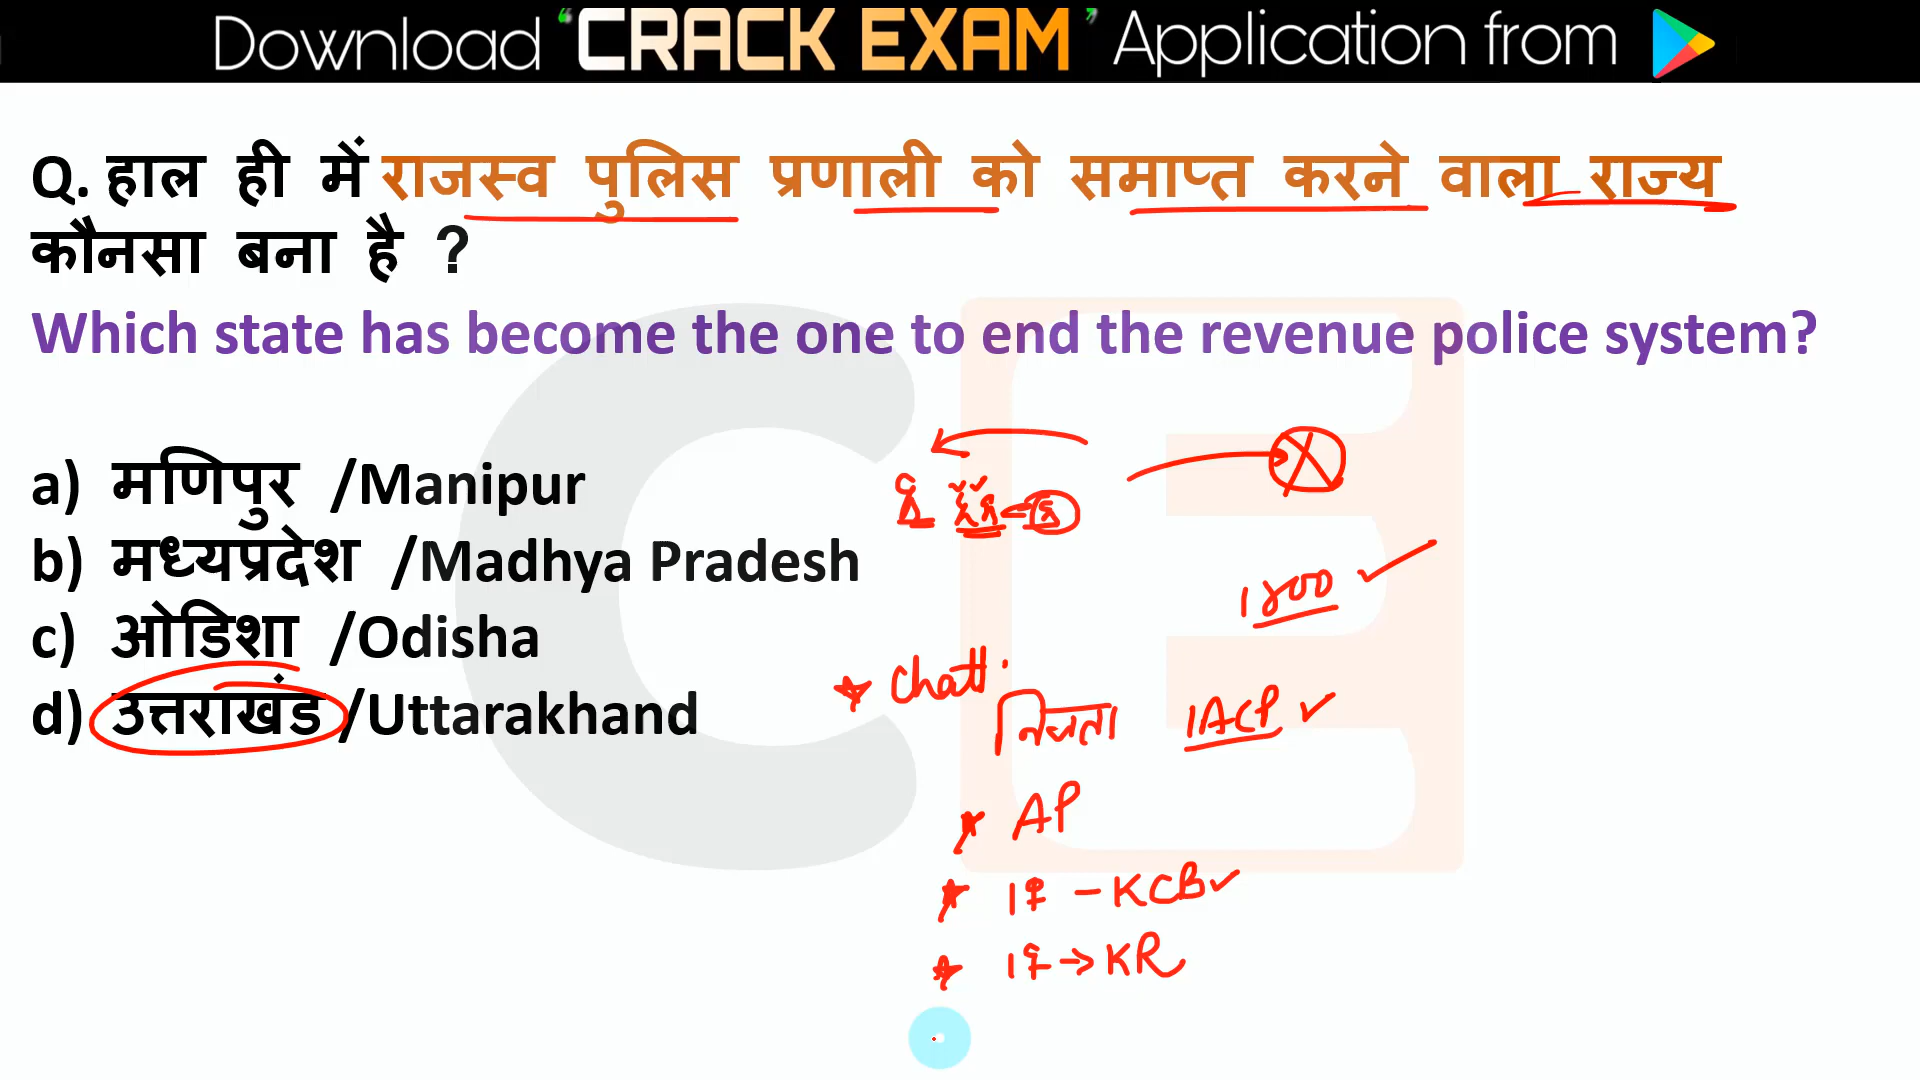 Download ‘CRACK EXAM’ Application from
Q. हाल ही में राजस्व पुलिस प्रणाली को समाप्त करने वाला राज्य
कौनसा बना है ?
Which state has become the one to end the revenue police system?
a) मणिपुर /Manipur
b) मध्यप्रदेश /Madhya Pradesh
1800
c) ओडिशा /Odisha
Chatt.
d) उत्तराखंड /Uttarakhand
IACP
AP
- KCB
→ KR
CE